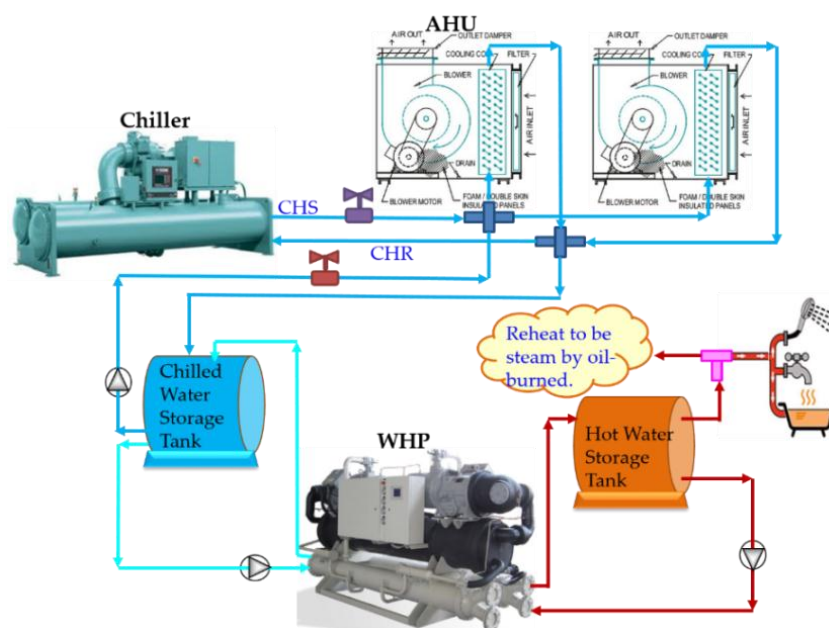 AHU
AIR OUT
OUTLET DAMPER
COOLING CO
FILTER
BLOWER
AIR INLET
DRAIN
BLOWER MOTOR
FOAM / DOUBLE SKIN
INSULATED PANELS
AIR OUT
OUTLET DAMPER
COOLING CO
FILTER
BLOWER
AIR INLET
DRAIN
BLOWER MOTOR
FOAM / DOUBLE SKIN
INSULATED PANELS
Chiller
CHS
CHR
Reheat to be
steam by oil-
burned.
Chilled
Water
Storage
Tank
WHP
Hot Water
Storage
Tank